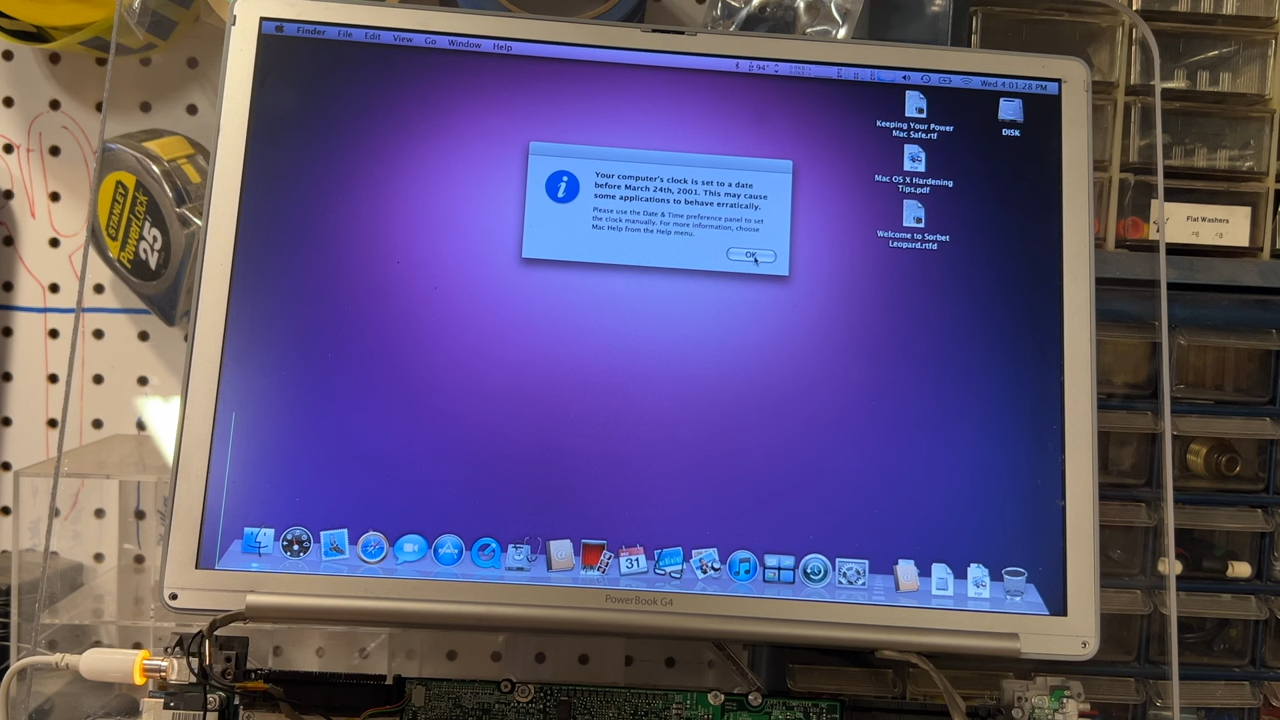 Finder File Edit View Go Window Help
94°
Wed 4:01:28 PM
Keeping Your Power
Mac Safe.rtf
DISK
Mac OS X Hardening
Tips.pdf
Welcome to Sorbet
Leopard.rtfd
Your computer's clock is set to a date
before March 24th, 2001. This may cause
some applications to behave erratically.
Please use the Date & Time preference panel to set
the clock manually. For more information, choose
Mac Help from the Help menu.
OK
STANLEY
PowerLock
25
Flat Washers
#6
#8
31
PDF
PowerBook G4